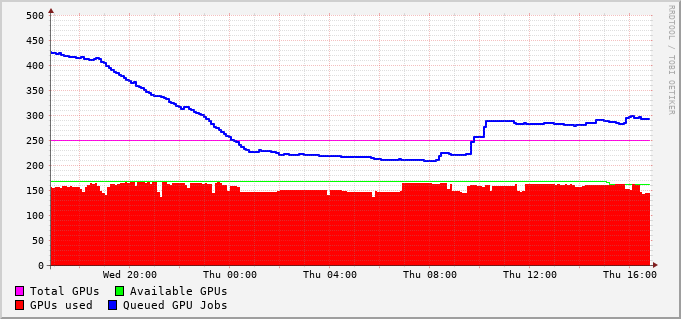 500
450
400
350
300
250
200
150
100
50
0
Wed 20:00 Thu 00:00 Thu 04:00 Thu 08:00 Thu 12:00 Thu 16:00
Total GPUs Available GPUs
GPUs used Queued GPU Jobs
RRDTOOL / TOBI OETIKER